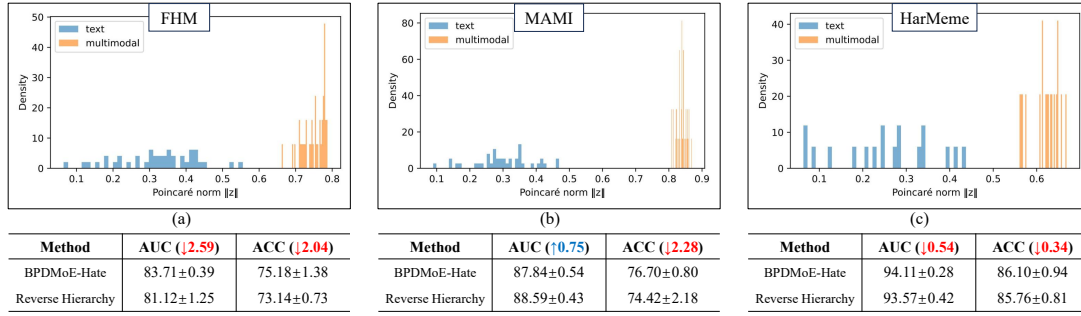 FHM
text
multimodal
Density
50
40
30
20
10
0
0.1 0.2 0.3 0.4 0.5 0.6 0.7 0.8
Poincaré norm ‖z‖
(a)
Method AUC (↓2.59) ACC (↓2.04)
BPDMoE-Hate 83.71±0.39 75.18±1.38
Reverse Hierarchy 81.12±1.25 73.14±0.73
MAMI
text
multimodal
Density
80
60
40
20
0
0.1 0.2 0.3 0.4 0.5 0.6 0.7 0.8 0.9
Poincaré norm ‖z‖
(b)
Method AUC (↑0.75) ACC (↓2.28)
BPDMoE-Hate 87.84±0.54 76.70±0.80
Reverse Hierarchy 88.59±0.43 74.42±2.18
HarMeme
text
multimodal
Density
40
30
20
10
0
0.1 0.2 0.3 0.4 0.5 0.6
Poincaré norm ‖z‖
(c)
Method AUC (↓0.54) ACC (↓0.34)
BPDMoE-Hate 94.11±0.28 86.10±0.94
Reverse Hierarchy 93.57±0.42 85.76±0.81